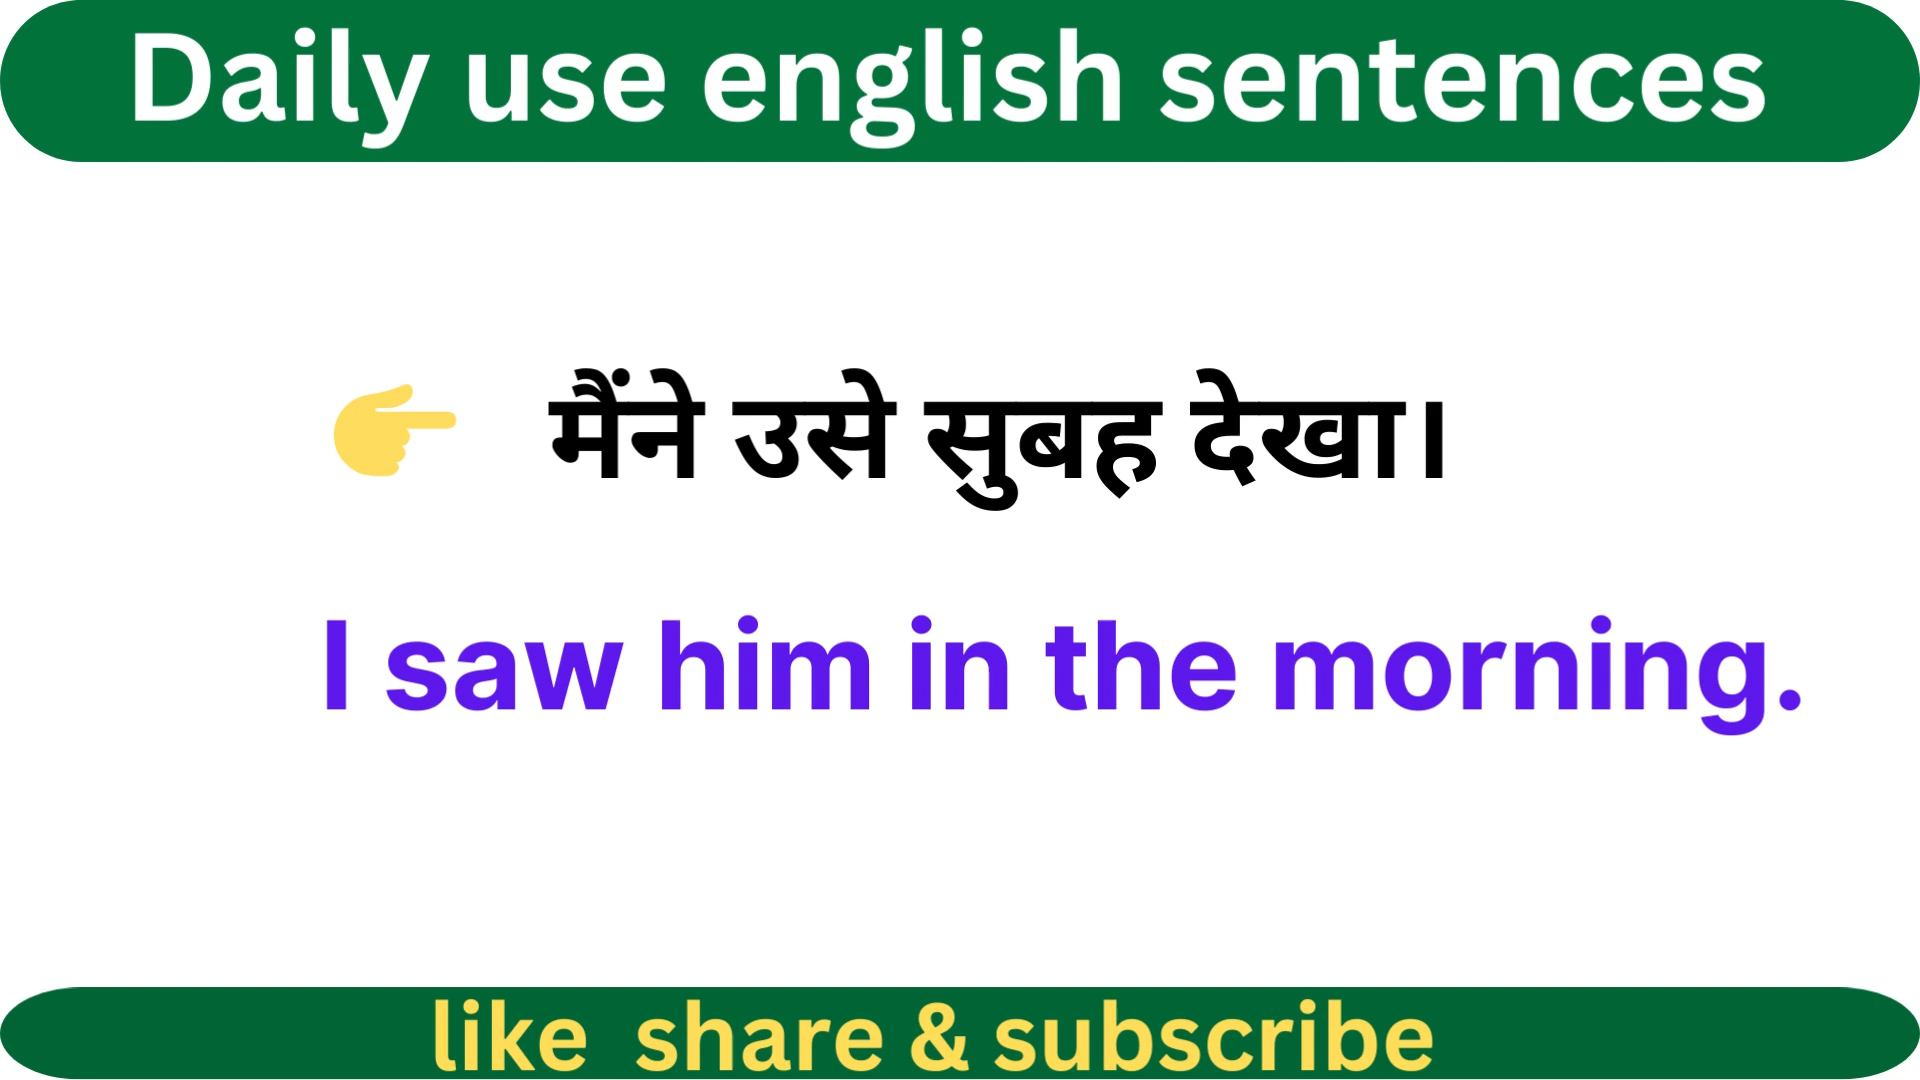 Daily use english sentences
मैंने उसे सुबह देखा।
I saw him in the morning.
like share & subscribe